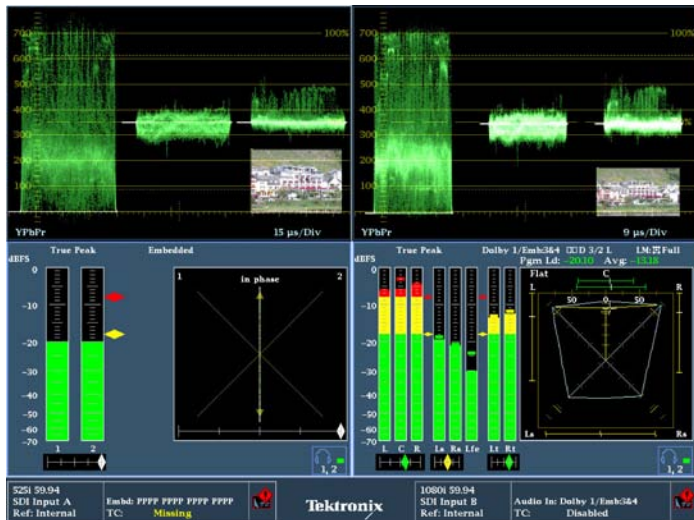 700
600
500
400
300
200
100
100%
YPbPr
15 µs/Div
700
600
500
400
300
200
100
100%
YPbPr
9 µs/Div
True Peak
Embedded
dBFS
0
-10
-20
-30
-40
-50
-60
-70
1 2
1
2
in phase
1, 2
True Peak
Dolby 1/Emb:3&4
D 3/2 L
LM: Full
Pgm Ld: -20.10 Avg: -13.18
dBFS
0
-10
-20
-30
-40
-50
-60
-70
L C R
Ls Rs Lfe
Lt Rt
Flat
C
L
R
50 0 50
Ls
Rs
1, 2
525i 59.94
SDI Input A
Ref: Internal
Embd: PPPP PPPP PPPP PPPP
TC: Missing
Tektronix
1080i 59.94
SDI Input B
Ref: Internal
Audio In: Dolby 1/Emb:3&4
TC: Disabled